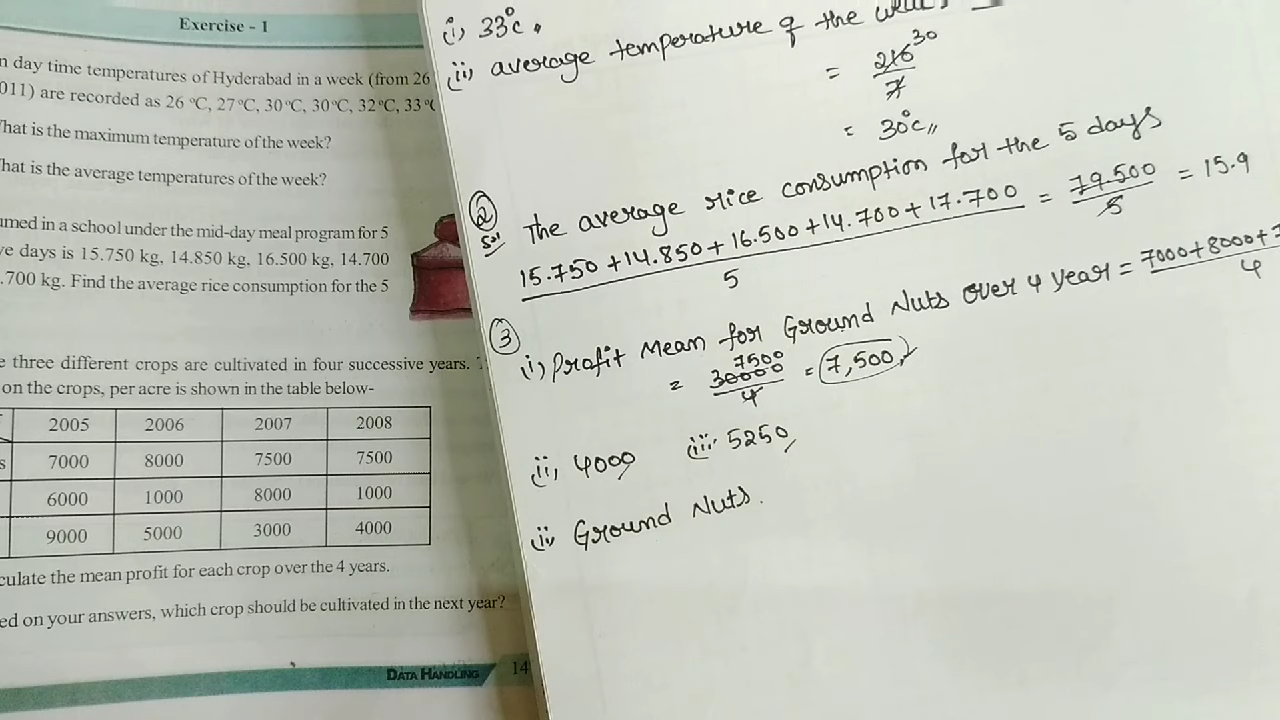 Exercise - 1
day time temperatures of Hyderabad in a week (from 26
011) are recorded as 26 °C, 27 °C, 30 °C, 30 °C, 32 °C, 33 °C
hat is the maximum temperature of the week?
hat is the average temperatures of the week?
umed in a school under the mid-day meal program for 5
ve days is 15.750 kg, 14.850 kg, 16.500 kg, 14.700
.700 kg. Find the average rice consumption for the 5
three different crops are cultivated in four successive years.
on the crops, per acre is shown in the table below-
2005 2006 2007 2008
s 7000 8000 7500 7500
6000 1000 8000 1000
9000 5000 3000 4000
culate the mean profit for each crop over the 4 years.
ed on your answers, which crop should be cultivated in the next year?
DATA HANDLING 14
(i) 33°c.
(ii) average temperature of the
= 216 30
7
= 30°c
② The average rice consumption for the 5 days
Sol
15.750 + 14.850 + 16.500 + 14.700 + 17.700 = 79.500 = 15.9
5 5
③
(i) Profit Mean for Ground Nuts over 4 year = 7000+8000+7
4
7500
= 30000 = 7,500
4
(ii) 4000 (iii) 5250
(iv) Ground Nuts.